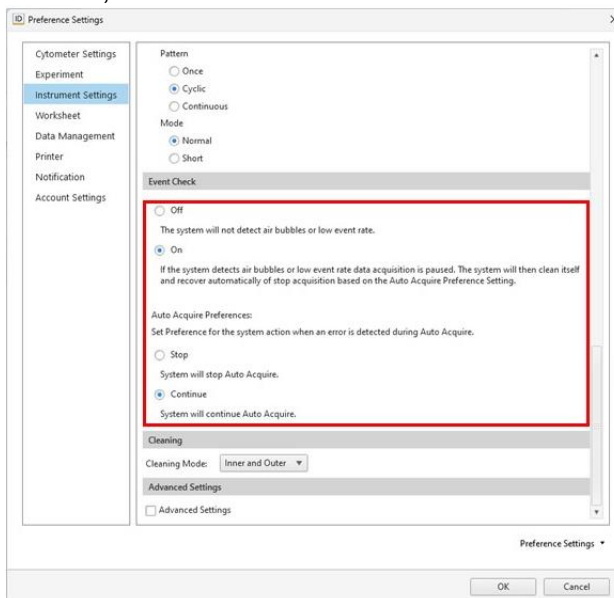 ID Preference Settings
Cytometer Settings
Experiment
Instrument Settings
Worksheet
Data Management
Printer
Notification
Account Settings
Pattern
Once
Cyclic
Continuous
Mode
Normal
Short
Event Check
Off
The system will not detect air bubbles or low event rate.
On
If the system detects air bubbles or low event rate data acquisition is paused. The system will then clean itself
and recover automatically of stop acquisition based on the Auto Acquire Preference Setting.
Auto Acquire Preferences:
Set Preference for the system action when an error is detected during Auto Acquire.
Stop
System will stop Auto Acquire.
Continue
System will continue Auto Acquire.
Cleaning
Cleaning Mode: Inner and Outer
Advanced Settings
Advanced Settings
Preference Settings
OK Cancel